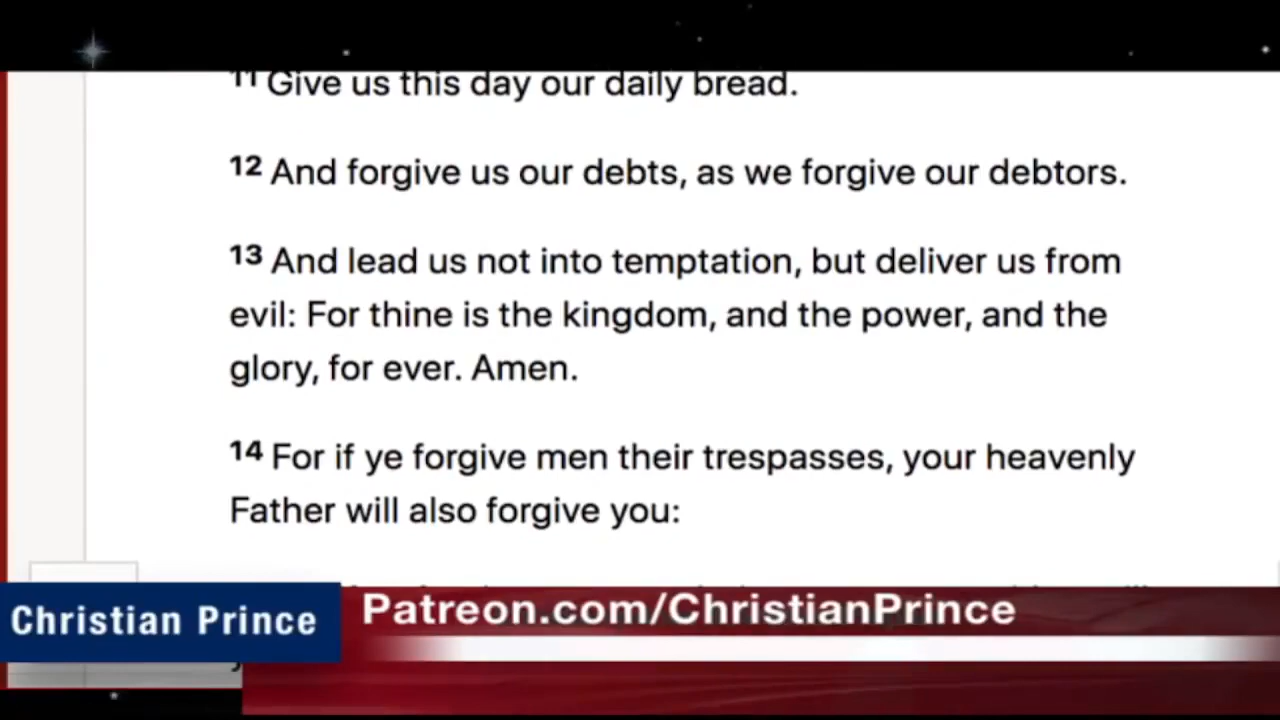 11 Give us this day our daily bread.
12 And forgive us our debts, as we forgive our debtors.
13 And lead us not into temptation, but deliver us from
evil: For thine is the kingdom, and the power, and the
glory, for ever. Amen.
14 For if ye forgive men their trespasses, your heavenly
Father will also forgive you:
Christian Prince
Patreon.com/ChristianPrince